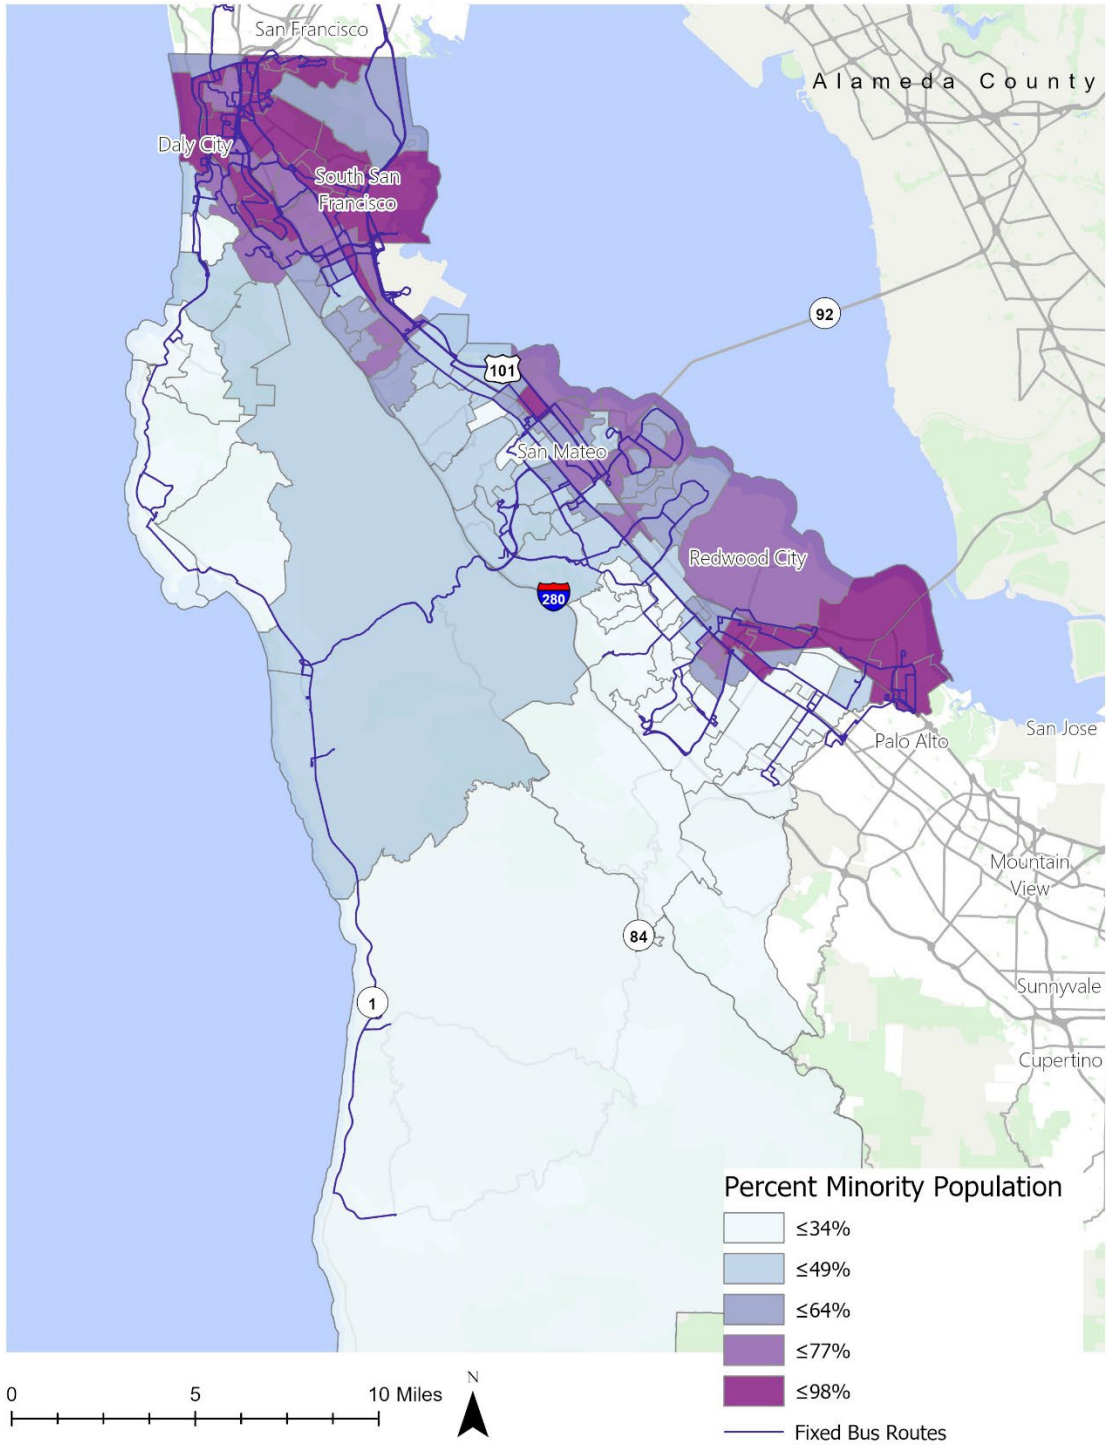 San Francisco
Alameda County
Daly City
South San
Francisco
92
101
San Mateo
Redwood City
280
San Jose
Palo Alto
Mountain
View
84
Sunnyvale
1
Cupertino
Percent Minority Population
≤34%
≤49%
≤64%
≤77%
≤98%
Fixed Bus Routes
0 5 10 Miles
N